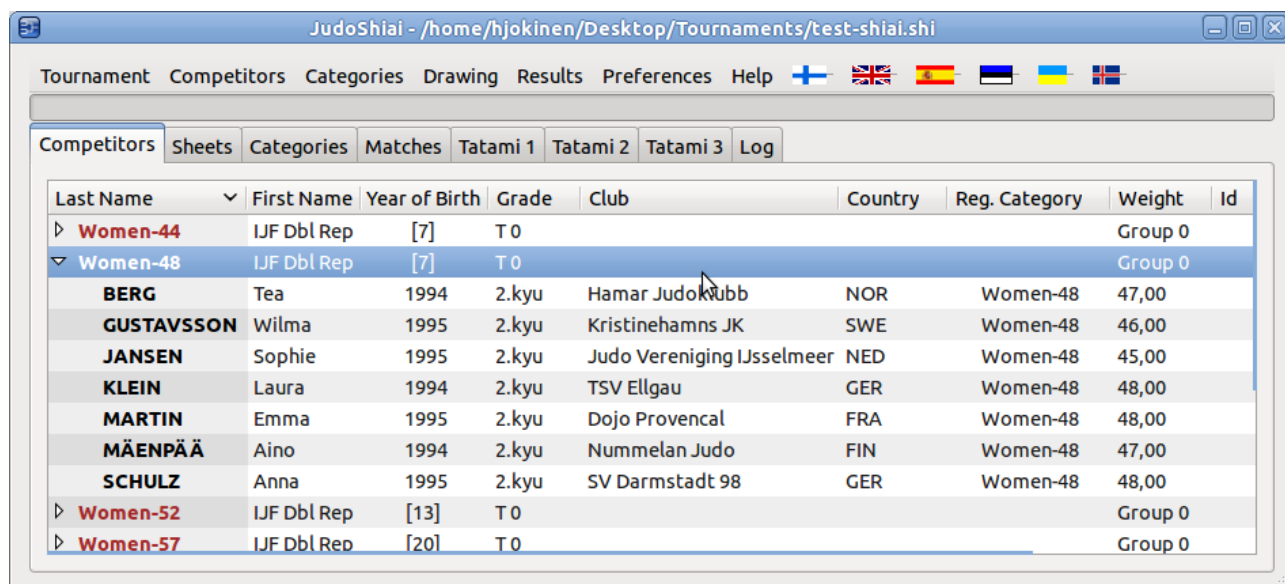 JudoShiai - /home/hjokinen/Desktop/Tournaments/test-shiai.shi
Tournament Competitors Categories Drawing Results Preferences Help
Competitors Sheets Categories Matches Tatami 1 Tatami 2 Tatami 3 Log
Last Name First Name Year of Birth Grade Club Country Reg. Category Weight Id
Women-44 IJF Dbl Rep [7] T 0 Group 0
Women-48 IJF Dbl Rep [7] T 0 Group 0
BERG Tea 1994 2.kyu Hamar Judoklubb NOR Women-48 47,00
GUSTAVSSON Wilma 1995 2.kyu Kristinehamns JK SWE Women-48 46,00
JANSEN Sophie 1995 2.kyu Judo Vereniging IJsselmeer NED Women-48 45,00
KLEIN Laura 1994 2.kyu TSV Ellgau GER Women-48 48,00
MARTIN Emma 1995 2.kyu Dojo Provencal FRA Women-48 48,00
MÄENPÄÄ Aino 1994 2.kyu Nummelan Judo FIN Women-48 47,00
SCHULZ Anna 1995 2.kyu SV Darmstadt 98 GER Women-48 48,00
Women-52 IJF Dbl Rep [13] T 0 Group 0
Women-57 IJF Dbl Rep [20] T 0 Group 0